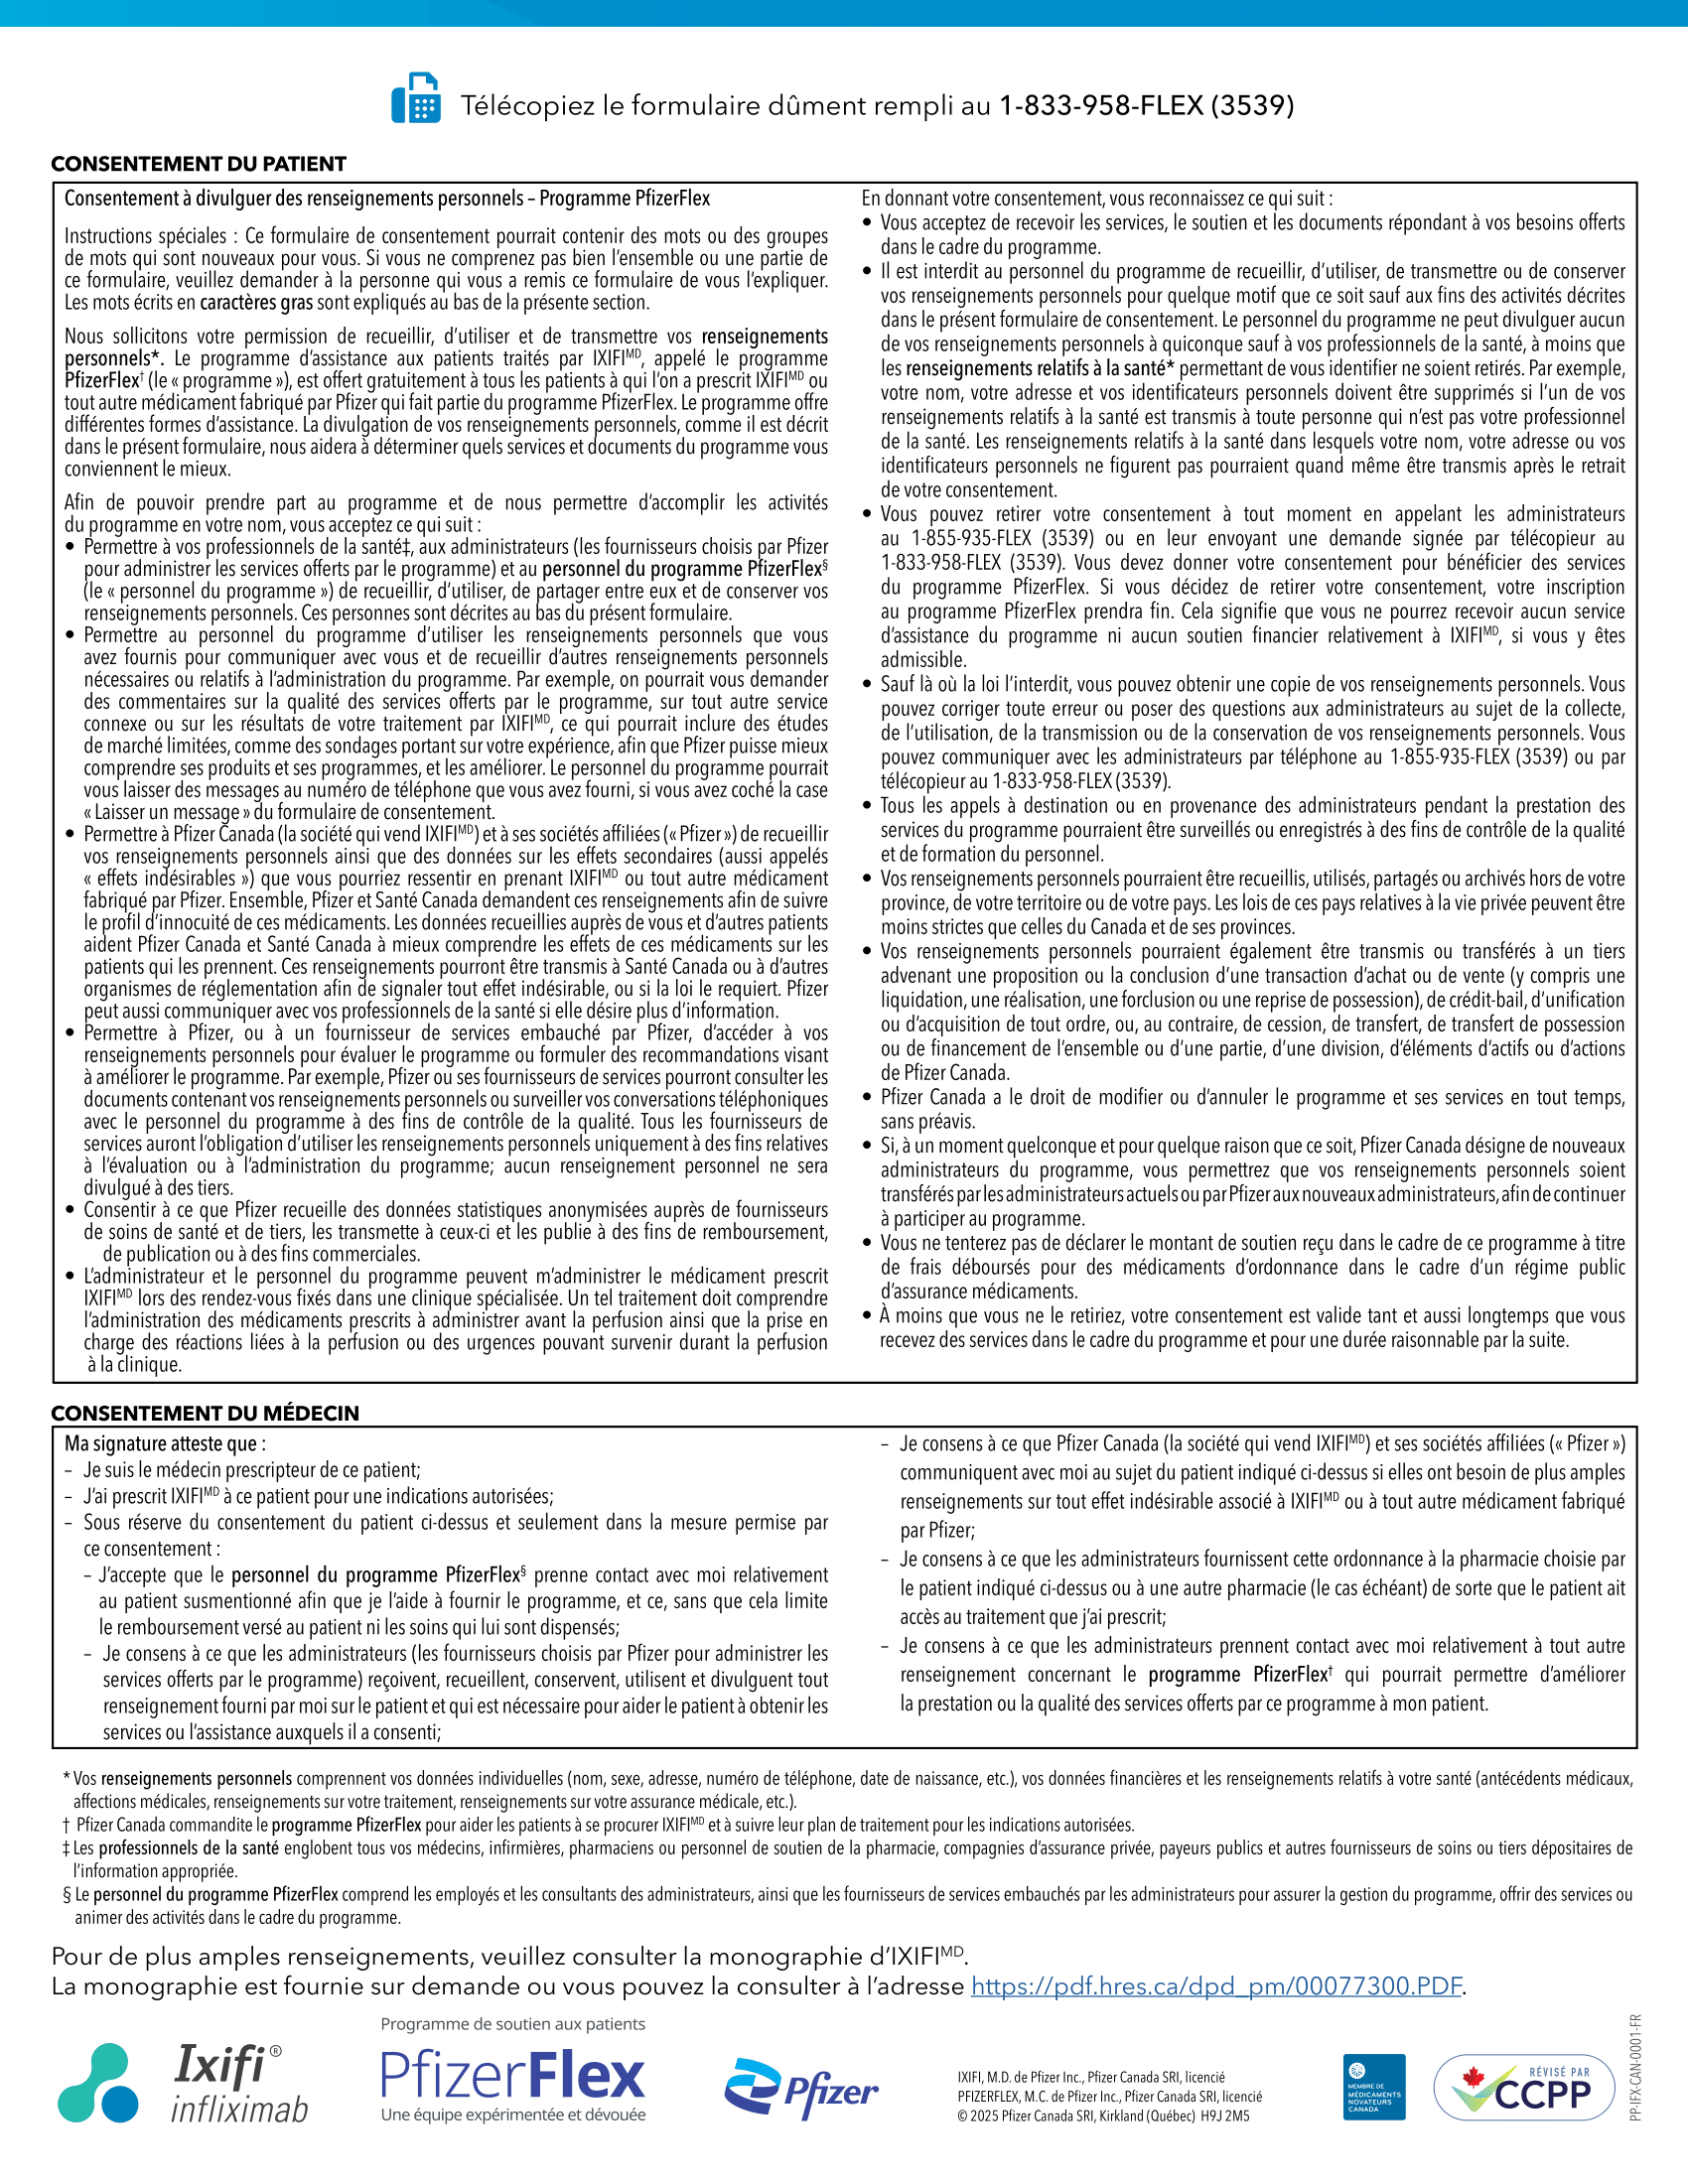 Télécopiez le formulaire dûment rempli au 1-833-958-FLEX (3539)
CONSENTEMENT DU PATIENT
Consentement à divulguer des renseignements personnels – Programme PfizerFlex
Instructions spéciales : Ce formulaire de consentement pourrait contenir des mots ou des groupes
de mots qui sont nouveaux pour vous. Si vous ne comprenez pas bien l’ensemble ou une partie de
ce formulaire, veuillez demander à la personne qui vous a remis ce formulaire de vous l’expliquer.
Les mots écrits en caractères gras sont expliqués au bas de la présente section.
Nous sollicitons votre permission de recueillir, d’utiliser et de transmettre vos renseignements
personnels*. Le programme d’assistance aux patients traités par IXIFIMD, appelé le programme
PfizerFlex† (le « programme »), est offert gratuitement à tous les patients à qui l’on a prescrit IXIFIMD ou
tout autre médicament fabriqué par Pfizer qui fait partie du programme PfizerFlex. Le programme offre
différentes formes d’assistance. La divulgation de vos renseignements personnels, comme il est décrit
dans le présent formulaire, nous aidera à déterminer quels services et documents du programme vous
conviennent le mieux.
Afin de pouvoir prendre part au programme et de nous permettre d’accomplir les activités
du programme en votre nom, vous acceptez ce qui suit :
• Permettre à vos professionnels de la santé‡, aux administrateurs (les fournisseurs choisis par Pfizer
pour administrer les services offerts par le programme) et au personnel du programme PfizerFlex§
(le « personnel du programme ») de recueillir, d’utiliser, de partager entre eux et de conserver vos
renseignements personnels. Ces personnes sont décrites au bas du présent formulaire.
• Permettre au personnel du programme d’utiliser les renseignements personnels que vous
avez fournis pour communiquer avec vous et de recueillir d’autres renseignements personnels
nécessaires ou relatifs à l’administration du programme. Par exemple, on pourrait vous demander
des commentaires sur la qualité des services offerts par le programme, sur tout autre service
connexe ou sur les résultats de votre traitement par IXIFIMD, ce qui pourrait inclure des études
de marché limitées, comme des sondages portant sur votre expérience, afin que Pfizer puisse mieux
comprendre ses produits et ses programmes, et les améliorer. Le personnel du programme pourrait
vous laisser des messages au numéro de téléphone que vous avez fourni, si vous avez coché la case
« Laisser un message » du formulaire de consentement.
• Permettre à Pfizer Canada (la société qui vend IXIFIMD) et à ses sociétés affiliées (« Pfizer ») de recueillir
vos renseignements personnels ainsi que des données sur les effets secondaires (aussi appelés
« effets indésirables ») que vous pourriez ressentir en prenant IXIFIMD ou tout autre médicament
fabriqué par Pfizer. Ensemble, Pfizer et Santé Canada demandent ces renseignements afin de suivre
le profil d’innocuité de ces médicaments. Les données recueillies auprès de vous et d’autres patients
aident Pfizer Canada et Santé Canada à mieux comprendre les effets de ces médicaments sur les
patients qui les prennent. Ces renseignements pourront être transmis à Santé Canada ou à d’autres
organismes de réglementation afin de signaler tout effet indésirable, ou si la loi le requiert. Pfizer
peut aussi communiquer avec vos professionnels de la santé si elle désire plus d’information.
• Permettre à Pfizer, ou à un fournisseur de services embauché par Pfizer, d’accéder à vos
renseignements personnels pour évaluer le programme ou formuler des recommandations visant
à améliorer le programme. Par exemple, Pfizer ou ses fournisseurs de services pourront consulter les
documents contenant vos renseignements personnels ou surveiller vos conversations téléphoniques
avec le personnel du programme à des fins de contrôle de la qualité. Tous les fournisseurs de
services auront l’obligation d’utiliser les renseignements personnels uniquement à des fins relatives
à l’évaluation ou à l’administration du programme; aucun renseignement personnel ne sera
divulgué à des tiers.
• Consentir à ce que Pfizer recueille des données statistiques anonymisées auprès de fournisseurs
de soins de santé et de tiers, les transmette à ceux-ci et les publie à des fins de remboursement,
de publication ou à des fins commerciales.
• L’administrateur et le personnel du programme peuvent m’administrer le médicament prescrit
IXIFIMD lors des rendez-vous fixés dans une clinique spécialisée. Un tel traitement doit comprendre
l’administration des médicaments prescrits à administrer avant la perfusion ainsi que la prise en
charge des réactions liées à la perfusion ou des urgences pouvant survenir durant la perfusion
à la clinique.
En donnant votre consentement, vous reconnaissez ce qui suit :
• Vous acceptez de recevoir les services, le soutien et les documents répondant à vos besoins offerts
dans le cadre du programme.
• Il est interdit au personnel du programme de recueillir, d’utiliser, de transmettre ou de conserver
vos renseignements personnels pour quelque motif que ce soit sauf aux fins des activités décrites
dans le présent formulaire de consentement. Le personnel du programme ne peut divulguer aucun
de vos renseignements personnels à quiconque sauf à vos professionnels de la santé, à moins que
les renseignements relatifs à la santé* permettant de vous identifier ne soient retirés. Par exemple,
votre nom, votre adresse et vos identificateurs personnels doivent être supprimés si l’un de vos
renseignements relatifs à la santé est transmis à toute personne qui n’est pas votre professionnel
de la santé. Les renseignements relatifs à la santé dans lesquels votre nom, votre adresse ou vos
identificateurs personnels ne figurent pas pourraient quand même être transmis après le retrait
de votre consentement.
• Vous pouvez retirer votre consentement à tout moment en appelant les administrateurs
au 1-855-935-FLEX (3539) ou en leur envoyant une demande signée par télécopieur au
1-833-958-FLEX (3539). Vous devez donner votre consentement pour bénéficier des services
du programme PfizerFlex. Si vous décidez de retirer votre consentement, votre inscription
au programme PfizerFlex prendra fin. Cela signifie que vous ne pourrez recevoir aucun service
d’assistance du programme ni aucun soutien financier relativement à IXIFIMD, si vous y êtes
admissible.
• Sauf là où la loi l’interdit, vous pouvez obtenir une copie de vos renseignements personnels. Vous
pouvez corriger toute erreur ou poser des questions aux administrateurs au sujet de la collecte,
de l’utilisation, de la transmission ou de la conservation de vos renseignements personnels. Vous
pouvez communiquer avec les administrateurs par téléphone au 1-855-935-FLEX (3539) ou par
télécopieur au 1-833-958-FLEX (3539).
• Tous les appels à destination ou en provenance des administrateurs pendant la prestation des
services du programme pourraient être surveillés ou enregistrés à des fins de contrôle de la qualité
et de formation du personnel.
• Vos renseignements personnels pourraient être recueillis, utilisés, partagés ou archivés hors de votre
province, de votre territoire ou de votre pays. Les lois de ces pays relatives à la vie privée peuvent être
moins strictes que celles du Canada et de ses provinces.
• Vos renseignements personnels pourraient également être transmis ou transférés à un tiers
advenant une proposition ou la conclusion d’une transaction d’achat ou de vente (y compris une
liquidation, une réalisation, une forclusion ou une reprise de possession), de crédit-bail, d’unification
ou d’acquisition de tout ordre, ou, au contraire, de cession, de transfert, de transfert de possession
ou de financement de l’ensemble ou d’une partie, d’une division, d’éléments d’actifs ou d’actions
de Pfizer Canada.
• Pfizer Canada a le droit de modifier ou d’annuler le programme et ses services en tout temps,
sans préavis.
• Si, à un moment quelconque et pour quelque raison que ce soit, Pfizer Canada désigne de nouveaux
administrateurs du programme, vous permettrez que vos renseignements personnels soient
transférés par les administrateurs actuels ou par Pfizer aux nouveaux administrateurs, afin de continuer
à participer au programme.
• Vous ne tenterez pas de déclarer le montant de soutien reçu dans le cadre de ce programme à titre
de frais déboursés pour des médicaments d’ordonnance dans le cadre d’un régime public
d’assurance médicaments.
• À moins que vous ne le retiriez, votre consentement est valide tant et aussi longtemps que vous
recevez des services dans le cadre du programme et pour une durée raisonnable par la suite.
CONSENTEMENT DU MÉDECIN
Ma signature atteste que :
– Je suis le médecin prescripteur de ce patient;
– J’ai prescrit IXIFIMD à ce patient pour une indications autorisées;
– Sous réserve du consentement du patient ci-dessus et seulement dans la mesure permise par
ce consentement :
– J’accepte que le personnel du programme PfizerFlex§ prenne contact avec moi relativement
au patient susmentionné afin que je l’aide à fournir le programme, et ce, sans que cela limite
le remboursement versé au patient ni les soins qui lui sont dispensés;
– Je consens à ce que les administrateurs (les fournisseurs choisis par Pfizer pour administrer les
services offerts par le programme) reçoivent, recueillent, conservent, utilisent et divulguent tout
renseignement fourni par moi sur le patient et qui est nécessaire pour aider le patient à obtenir les
services ou l’assistance auxquels il a consenti;
– Je consens à ce que Pfizer Canada (la société qui vend IXIFIMD) et ses sociétés affiliées (« Pfizer »)
communiquent avec moi au sujet du patient indiqué ci-dessus si elles ont besoin de plus amples
renseignements sur tout effet indésirable associé à IXIFIMD ou à tout autre médicament fabriqué
par Pfizer;
– Je consens à ce que les administrateurs fournissent cette ordonnance à la pharmacie choisie par
le patient indiqué ci-dessus ou à une autre pharmacie (le cas échéant) de sorte que le patient ait
accès au traitement que j’ai prescrit;
– Je consens à ce que les administrateurs prennent contact avec moi relativement à tout autre
renseignement concernant le programme PfizerFlex† qui pourrait permettre d’améliorer
la prestation ou la qualité des services offerts par ce programme à mon patient.
* Vos renseignements personnels comprennent vos données individuelles (nom, sexe, adresse, numéro de téléphone, date de naissance, etc.), vos données financières et les renseignements relatifs à votre santé (antécédents médicaux,
affections médicales, renseignements sur votre traitement, renseignements sur votre assurance médicale, etc.).
† Pfizer Canada commandite le programme PfizerFlex pour aider les patients à se procurer IXIFIMD et à suivre leur plan de traitement pour les indications autorisées.
‡ Les professionnels de la santé englobent tous vos médecins, infirmières, pharmaciens ou personnel de soutien de la pharmacie, compagnies d’assurance privée, payeurs publics et autres fournisseurs de soins ou tiers dépositaires de
l’information appropriée.
§ Le personnel du programme PfizerFlex comprend les employés et les consultants des administrateurs, ainsi que les fournisseurs de services embauchés par les administrateurs pour assurer la gestion du programme, offrir des services ou
animer des activités dans le cadre du programme.
Pour de plus amples renseignements, veuillez consulter la monographie d’IXIFIMD.
La monographie est fournie sur demande ou vous pouvez la consulter à l’adresse https://pdf.hres.ca/dpd_pm/00077300.PDF.
Ixifi®
infliximab
Programme de soutien aux patients
PfizerFlex
Une équipe expérimentée et dévouée
Pfizer
IXIFI, M.D. de Pfizer Inc., Pfizer Canada SRI, licencié
PFIZERFLEX, M.C. de Pfizer Inc., Pfizer Canada SRI, licencié
© 2025 Pfizer Canada SRI, Kirkland (Québec) H9J 2M5
MEMBRE DE
MÉDICAMENTS
NOVATEURS
CANADA
RÉVISÉ PAR
CCPP
PP-IFX-CAN-0001-FR